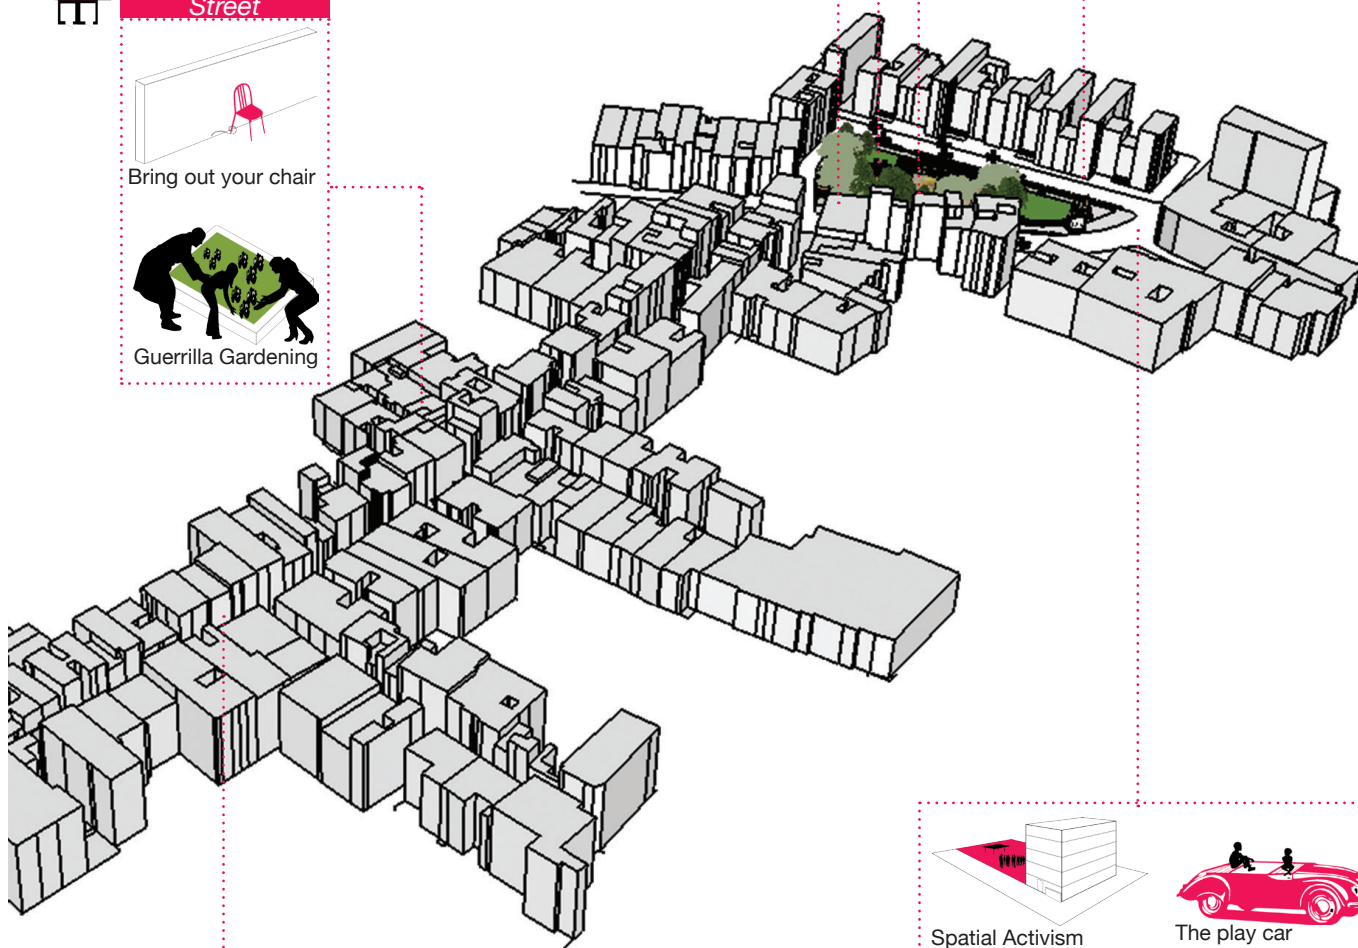 Street
Bring out your chair
Guerrilla Gardening
Spatial Activism
The play car